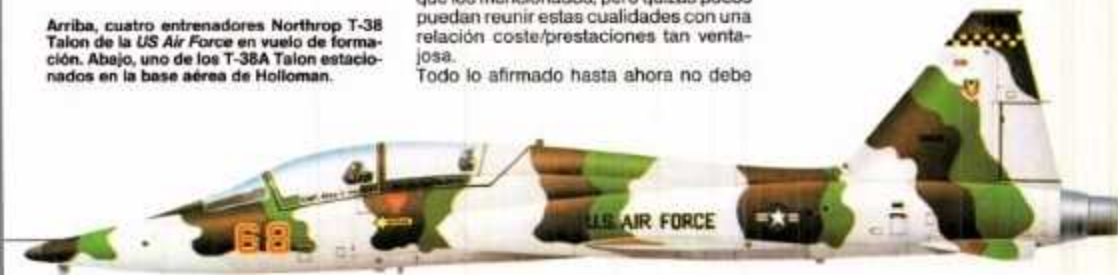 Arriba, cuatro entrenadores Northrop T-38
Talon de la US Air Force en vuelo de forma-
ción. Abajo, uno de los T-38A Talon estacio-
nados en la base aérea de Holloman.
puedan reunir estas cualidades con una
relación coste/prestaciones tan venta-
josa.
Todo lo afirmado hasta ahora no debe
68
U.S. AIR FORCE